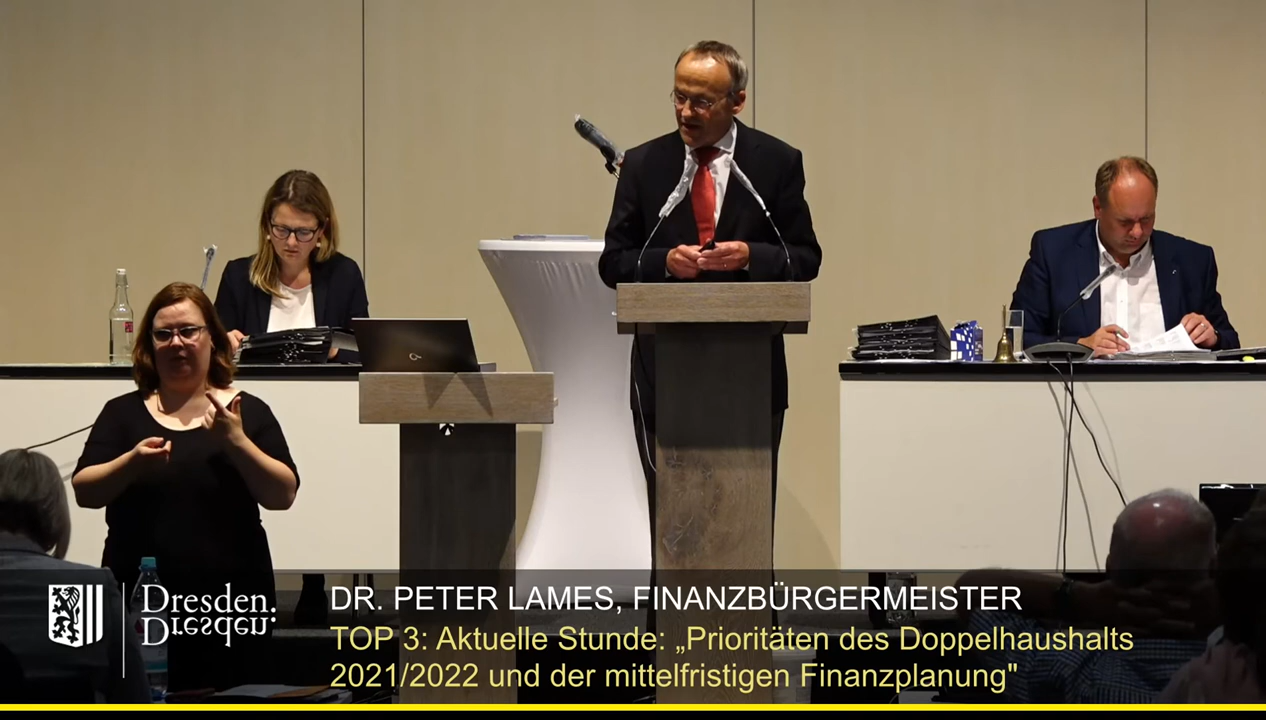 DR. PETER LAMES, FINANZBÜRGERMEISTER
Dresden.
Dresden.
TOP 3: Aktuelle Stunde: „Prioritäten des Doppelhaushalts
2021/2022 und der mittelfristigen Finanzplanung"